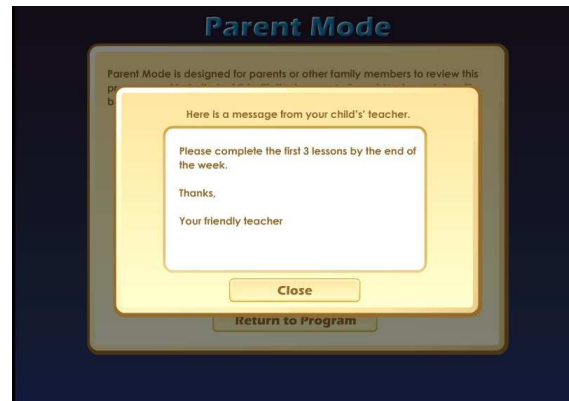 Parent Mode
Parent Mode is designed for parents or other family members to review this
Here is a message from your child's' teacher.
Please complete the first 3 lessons by the end of
the week.
Thanks,
Your friendly teacher
Close
Return to Program